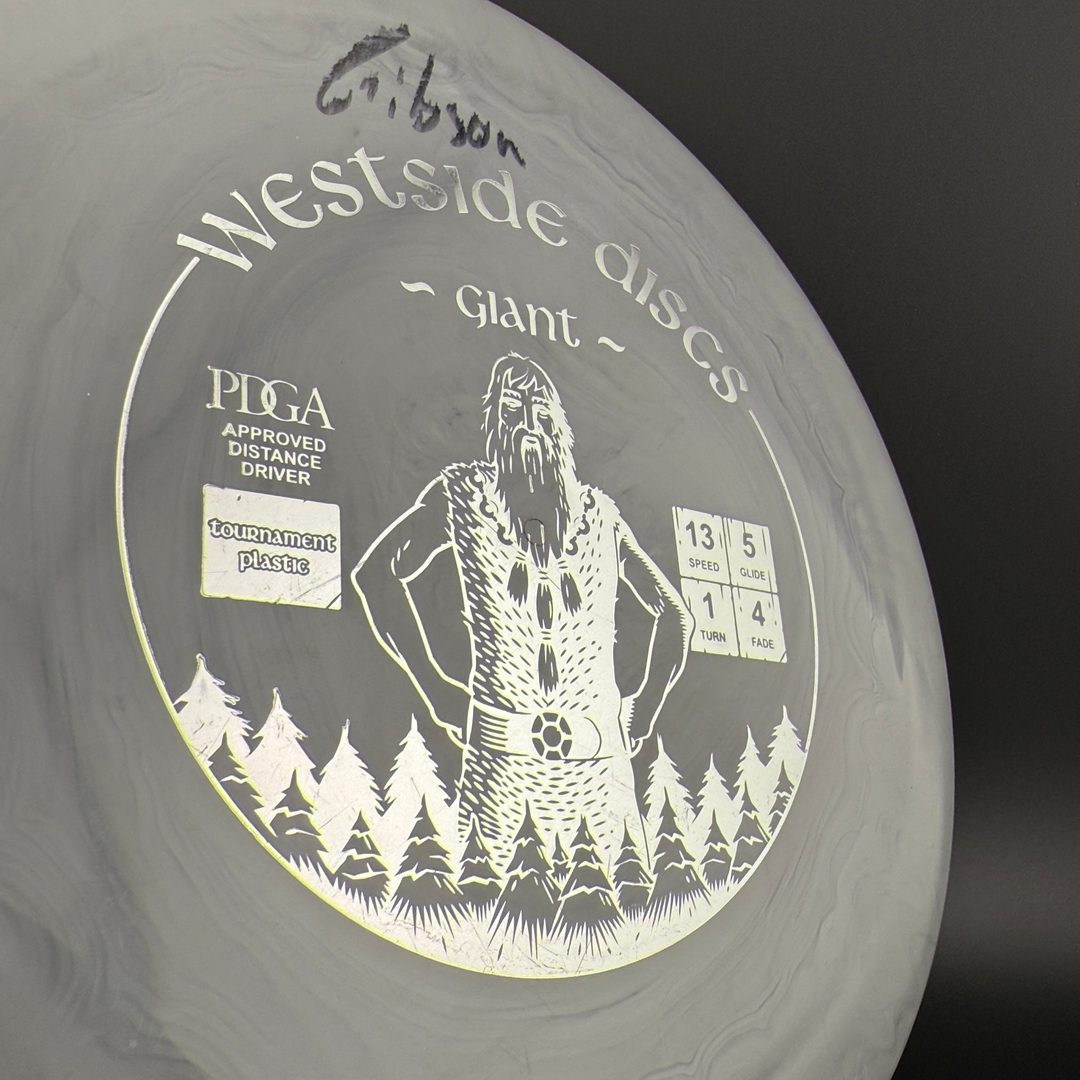 Gibson
Westside Discs
~ Giant ~
PDGA
APPROVED
DISTANCE
DRIVER
tournament
plastic
13 5
SPEED GLIDE
1 4
TURN FADE